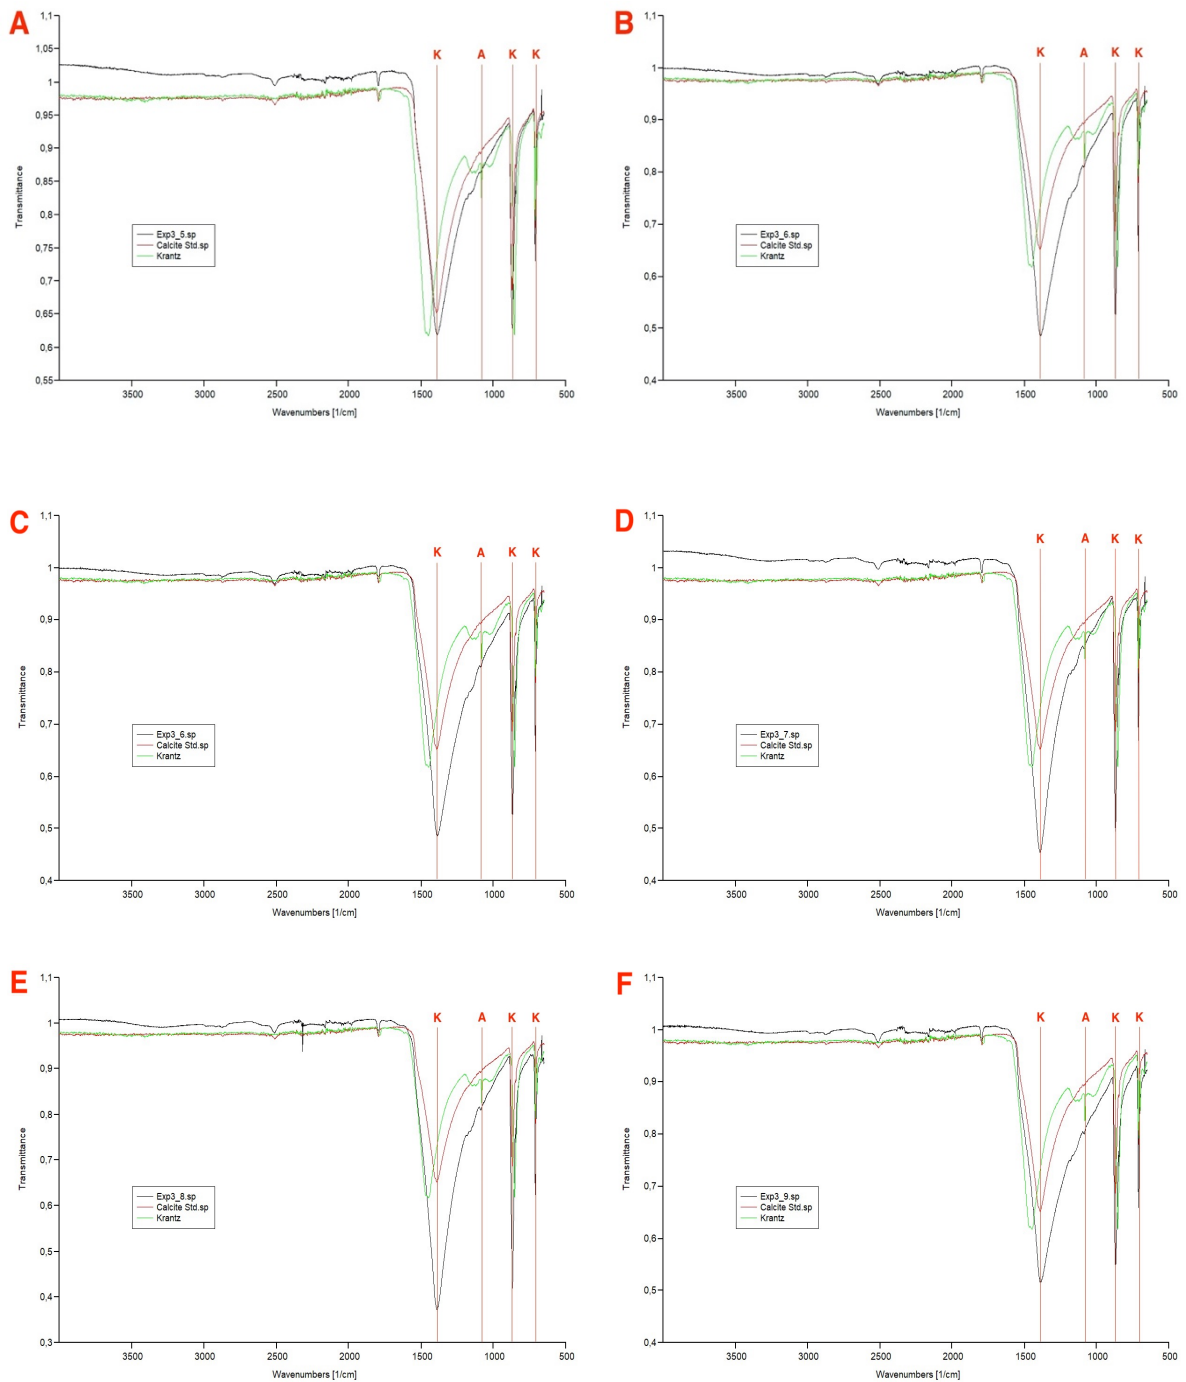 A
K A K K
1,1
1,05
1
0,95
0,9
0,85
0,8
0,75
0,7
0,65
0,6
0,55
Transmittance
Exp3_5.sp
Calcite Std.sp
Krantz
3500 3000 2500 2000 1500 1000 500
Wavenumbers [1/cm]
B
K A K K
1,1
1
0,9
0,8
0,7
0,6
0,5
0,4
Transmittance
Exp3_6.sp
Calcite Std.sp
Krantz
3500 3000 2500 2000 1500 1000 500
Wavenumbers [1/cm]
C
K A K K
1,1
1
0,9
0,8
0,7
0,6
0,5
0,4
Transmittance
Exp3_6.sp
Calcite Std.sp
Krantz
3500 3000 2500 2000 1500 1000 500
Wavenumbers [1/cm]
D
K A K K
1,1
1
0,9
0,8
0,7
0,6
0,5
0,4
Transmittance
Exp3_7.sp
Calcite Std.sp
Krantz
3500 3000 2500 2000 1500 1000 500
Wavenumbers [1/cm]
E
K A K K
1,1
1
0,9
0,8
0,7
0,6
0,5
0,4
0,3
Transmittance
Exp3_8.sp
Calcite Std.sp
Krantz
3500 3000 2500 2000 1500 1000 500
Wavenumbers [1/cm]
F
K A K K
1,1
1
0,9
0,8
0,7
0,6
0,5
0,4
Transmittance
Exp3_9.sp
Calcite Std.sp
Krantz
3500 3000 2500 2000 1500 1000 500
Wavenumbers [1/cm]